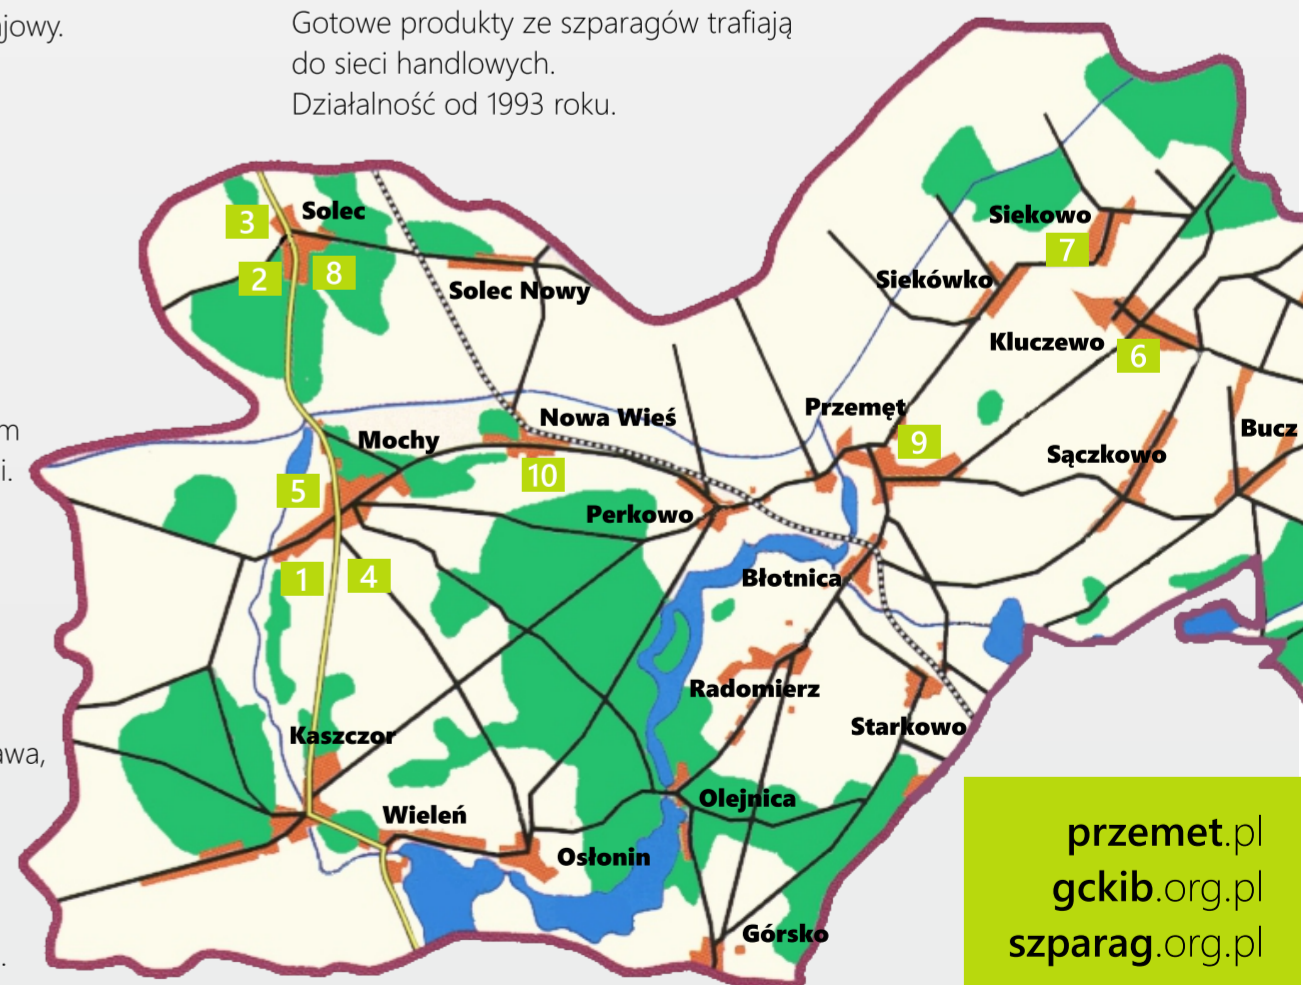 jowy.
Gotowe produkty ze szparagów trafiają
do sieci handlowych.
Działalność od 1993 roku.
m
i.
awa,
.
3
Solec
2
8
Solec Nowy
Siekowo
7
Siekówko
Kluczewo
6
Nowa Wieś
Przemęt
Mochy
9
Bucz
10
Sączkowo
5
Perkowo
1
4
Błotnica
Radomierz
Starkowo
Kaszczor
Olejnica
Wieleń
Osłonin
Górsko
przemet.pl
gckib.org.pl
szparag.org.pl